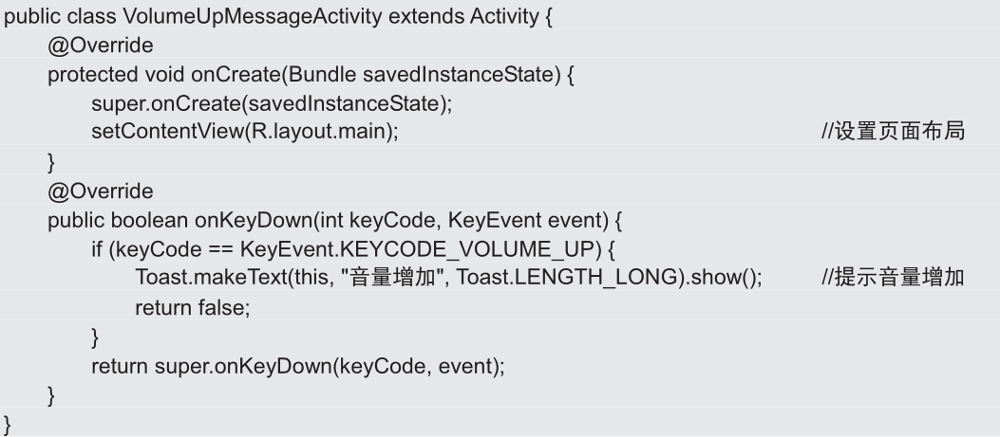 public class VolumeUpMessageActivity extends Activity {
@Override
protected void onCreate(Bundle savedInstanceState) {
super.onCreate(savedInstanceState);
setContentView(R.layout.main); //设置页面布局
}
@Override
public boolean onKeyDown(int keyCode, KeyEvent event) {
if (keyCode == KeyEvent.KEYCODE_VOLUME_UP) {
Toast.makeText(this, "音量增加", Toast.LENGTH_LONG).show(); //提示音量增加
return false;
}
return super.onKeyDown(keyCode, event);
}
}